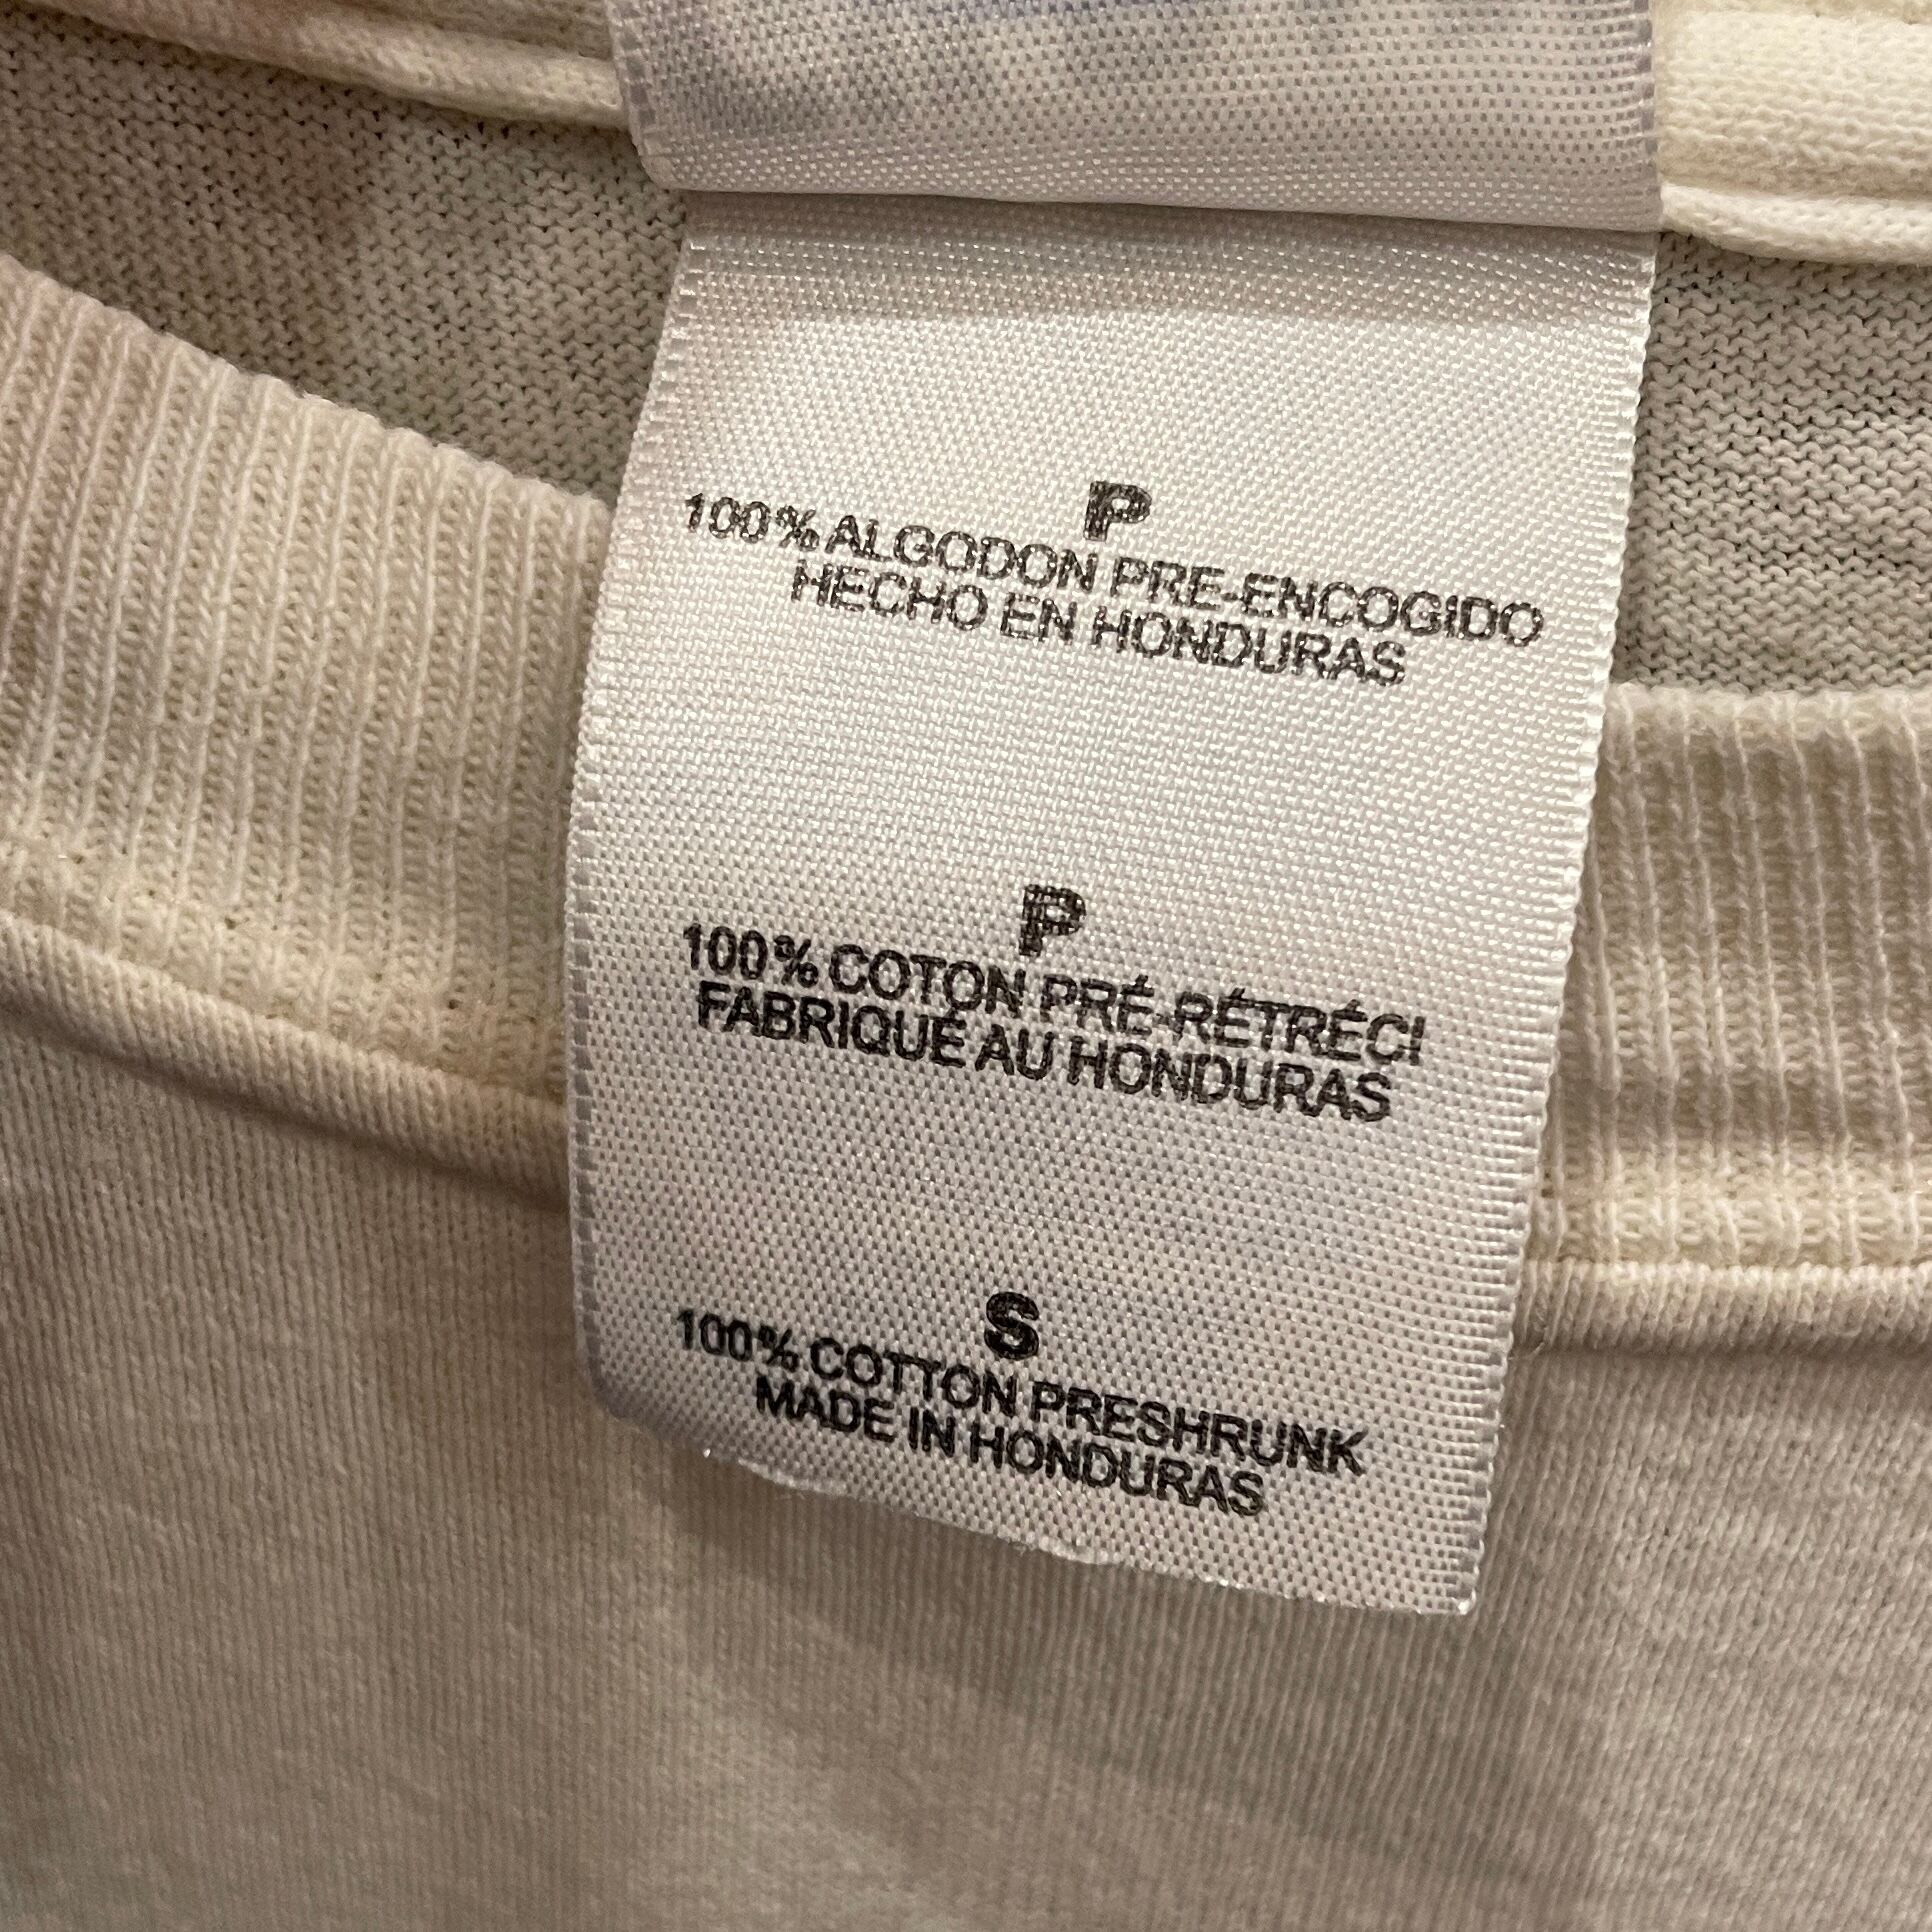 P
100% ALGODON PRE-ENCOGIDO
HECHO EN HONDURAS
P
100% COTON PRÉ-RÉTRÉCI
FABRIQUÉ AU HONDURAS
S
100% COTTON PRESHRUNK
MADE IN HONDURAS